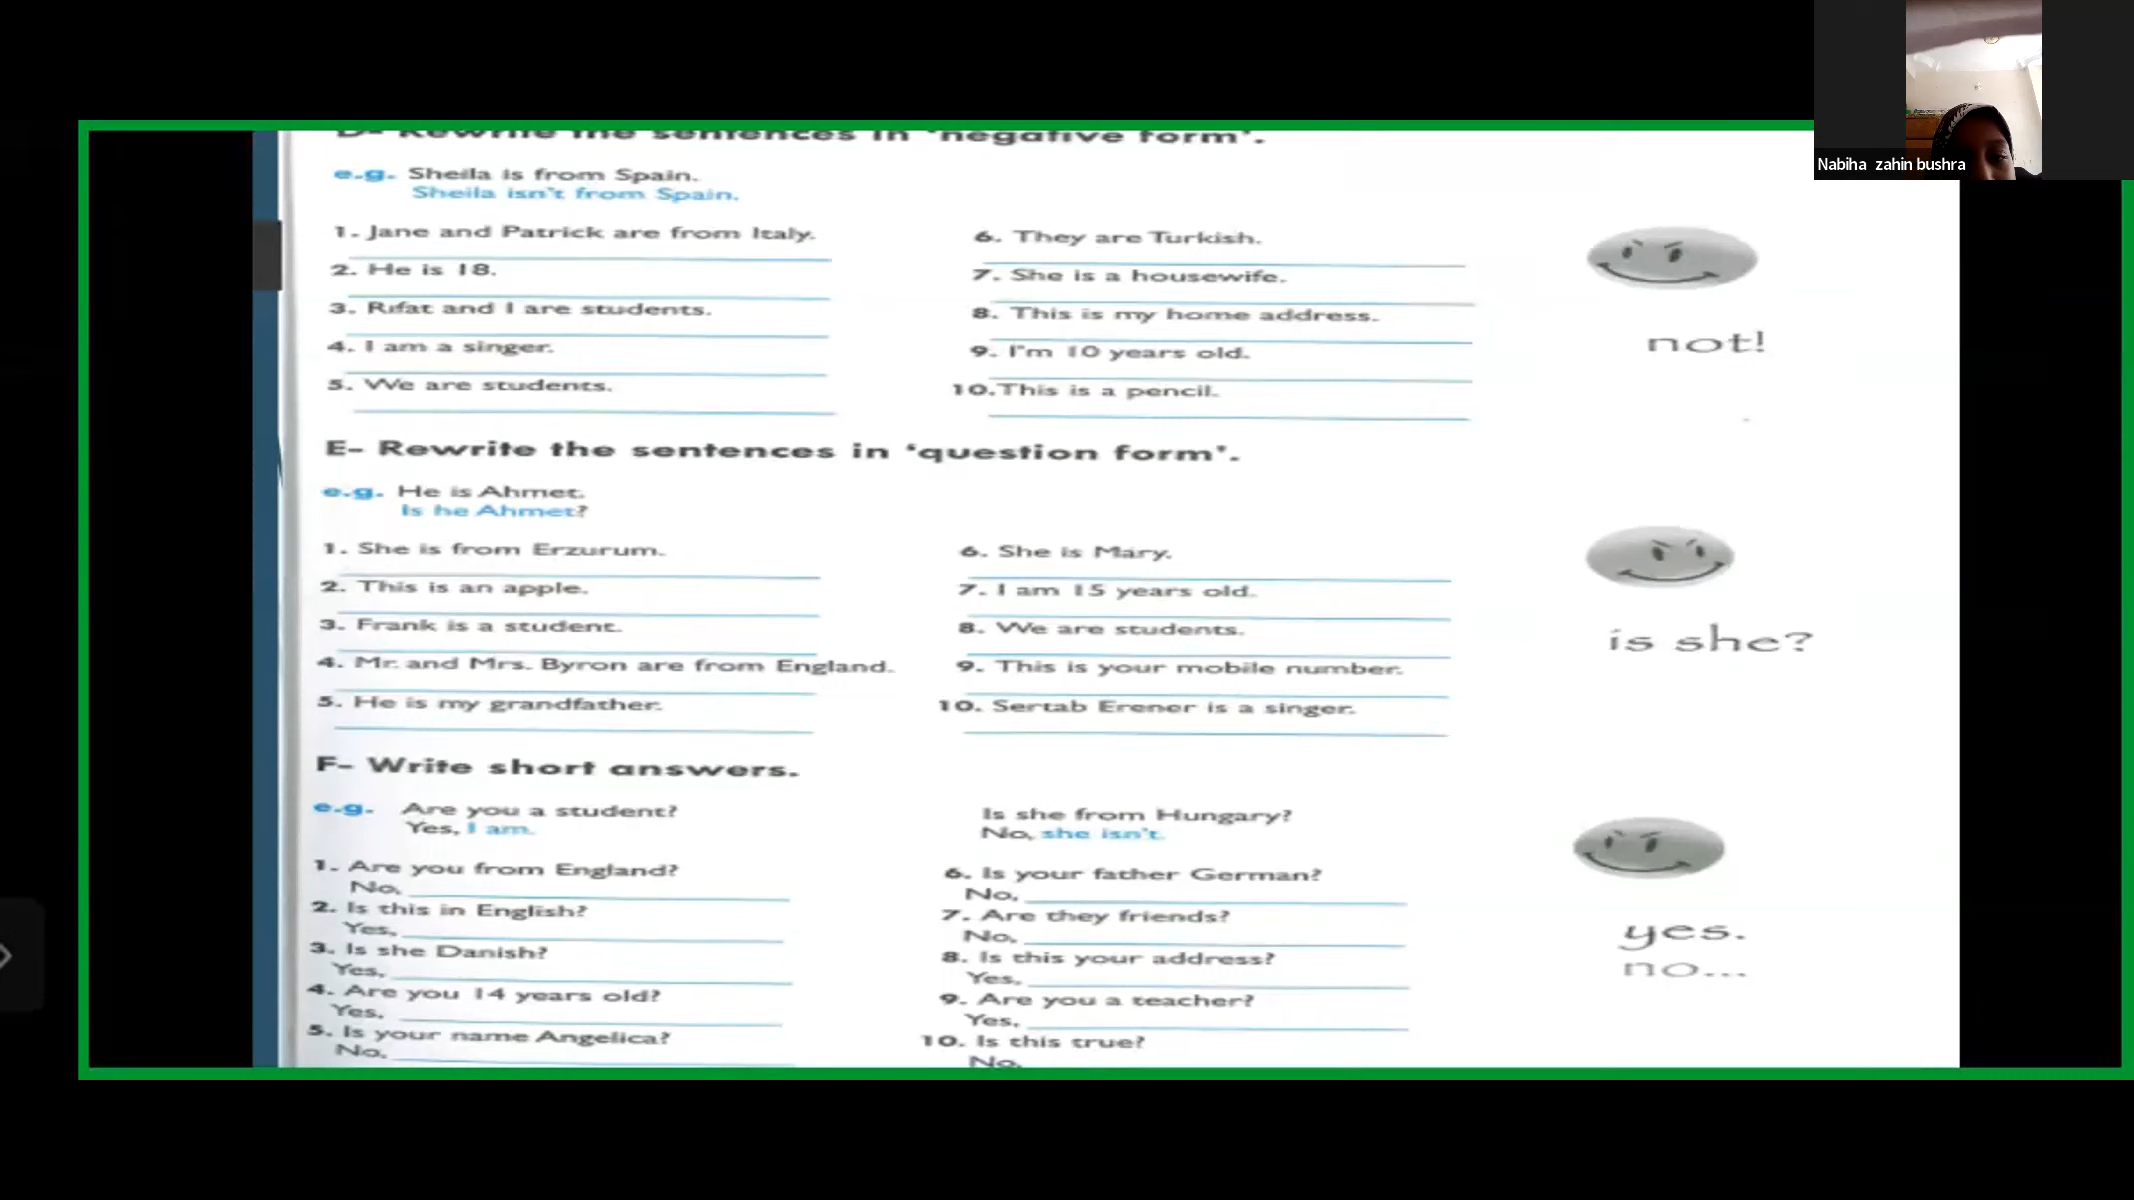 D- Rewrite the sentences in 'negative form'.
e.g. Sheila is from Spain.
Sheila isn't from Spain.
1. Jane and Patrick are from Italy.
2. He is 18.
3. Rıfat and I are students.
4. I am a singer.
5. We are students.
6. They are Turkish.
7. She is a housewife.
8. This is my home address.
9. I'm 10 years old.
10. This is a pencil.
not!
E- Rewrite the sentences in 'question form'.
e.g. He is Ahmet.
Is he Ahmet?
1. She is from Erzurum.
2. This is an apple.
3. Frank is a student.
4. Mr. and Mrs. Byron are from England.
5. He is my grandfather.
6. She is Mary.
7. I am 15 years old.
8. We are students.
9. This is your mobile number.
10. Sertab Erener is a singer.
is she?
F- Write short answers.
e.g. Are you a student?
Yes, I am.
Is she from Hungary?
No, she isn't.
1. Are you from England?
No,
2. Is this in English?
Yes,
3. Is she Danish?
Yes,
4. Are you 14 years old?
Yes,
5. Is your name Angelica?
No,
6. Is your father German?
No,
7. Are they friends?
No,
8. Is this your address?
Yes,
9. Are you a teacher?
Yes,
10. Is this true?
No,
yes.
no...
Nabiha zahin bushra